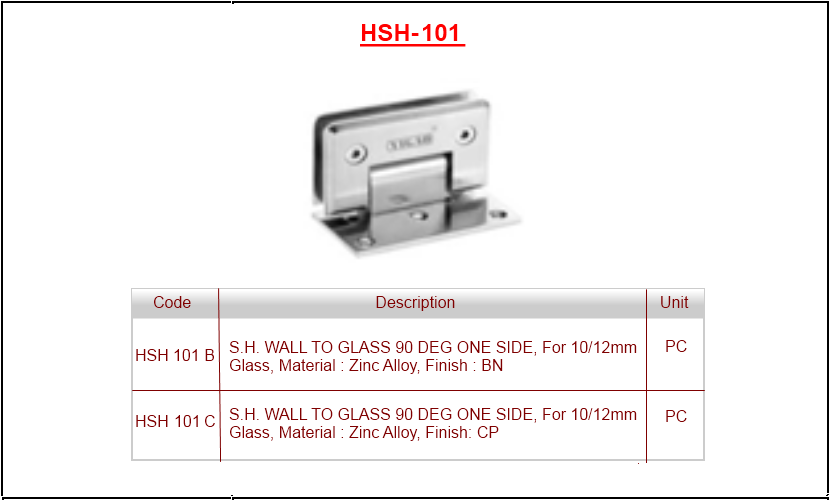 HSH-101
Code Description Unit
HSH 101 B
S.H. WALL TO GLASS 90 DEG ONE SIDE, For 10/12mm
Glass, Material : Zinc Alloy, Finish : BN
PC
HSH 101 C
S.H. WALL TO GLASS 90 DEG ONE SIDE, For 10/12mm
Glass, Material : Zinc Alloy, Finish: CP
PC